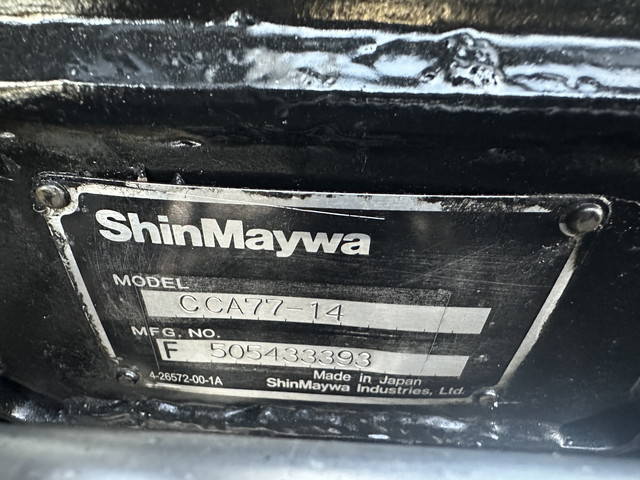 ShinMaywa
MODEL
CCA77-14
MFG. NO.
F 505433393
4-26572-00-1A
Made in Japan
ShinMaywa Industries, Ltd.